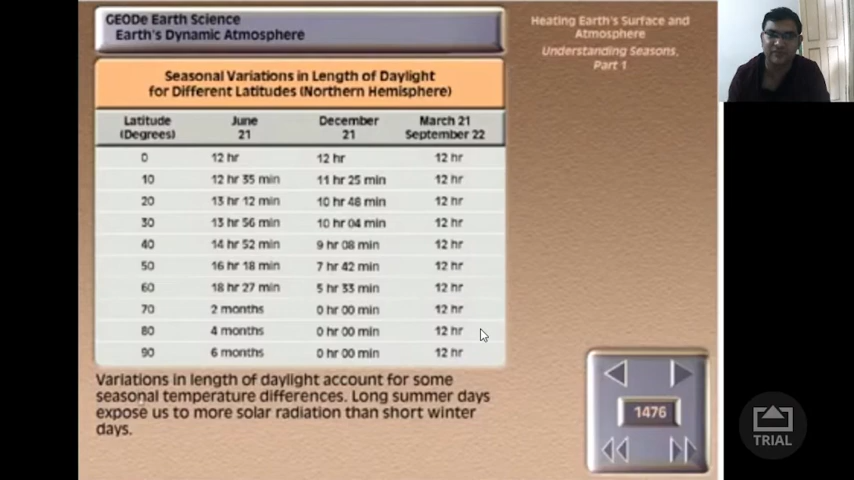 GEODe Earth Science
Earth's Dynamic Atmosphere
Heating Earth's Surface and
Atmosphere
Understanding Seasons,
Part 1
Seasonal Variations in Length of Daylight
for Different Latitudes (Northern Hemisphere)
Latitude (Degrees) June 21 December 21 March 21 September 22
0 12 hr 12 hr 12 hr
10 12 hr 35 min 11 hr 25 min 12 hr
20 13 hr 12 min 10 hr 48 min 12 hr
30 13 hr 56 min 10 hr 04 min 12 hr
40 14 hr 52 min 9 hr 08 min 12 hr
50 16 hr 18 min 7 hr 42 min 12 hr
60 18 hr 27 min 5 hr 33 min 12 hr
70 2 months 0 hr 00 min 12 hr
80 4 months 0 hr 00 min 12 hr
90 6 months 0 hr 00 min 12 hr
Variations in length of daylight account for some
seasonal temperature differences. Long summer days
expose us to more solar radiation than short winter
days.
1476
TRIAL